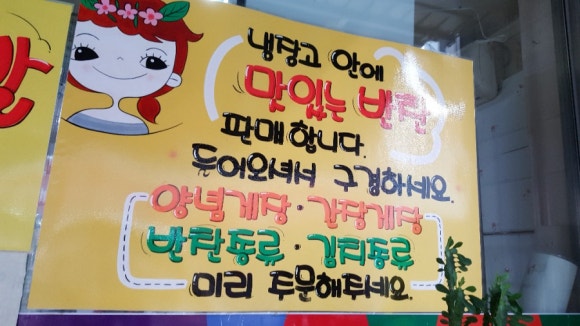 냉장고 안에
맛있는 반찬
판매합니다.
들어오셔서 구경하세요.
양념게장 · 간장게장
반찬종류 · 김치종류
미리 주문해주세요.